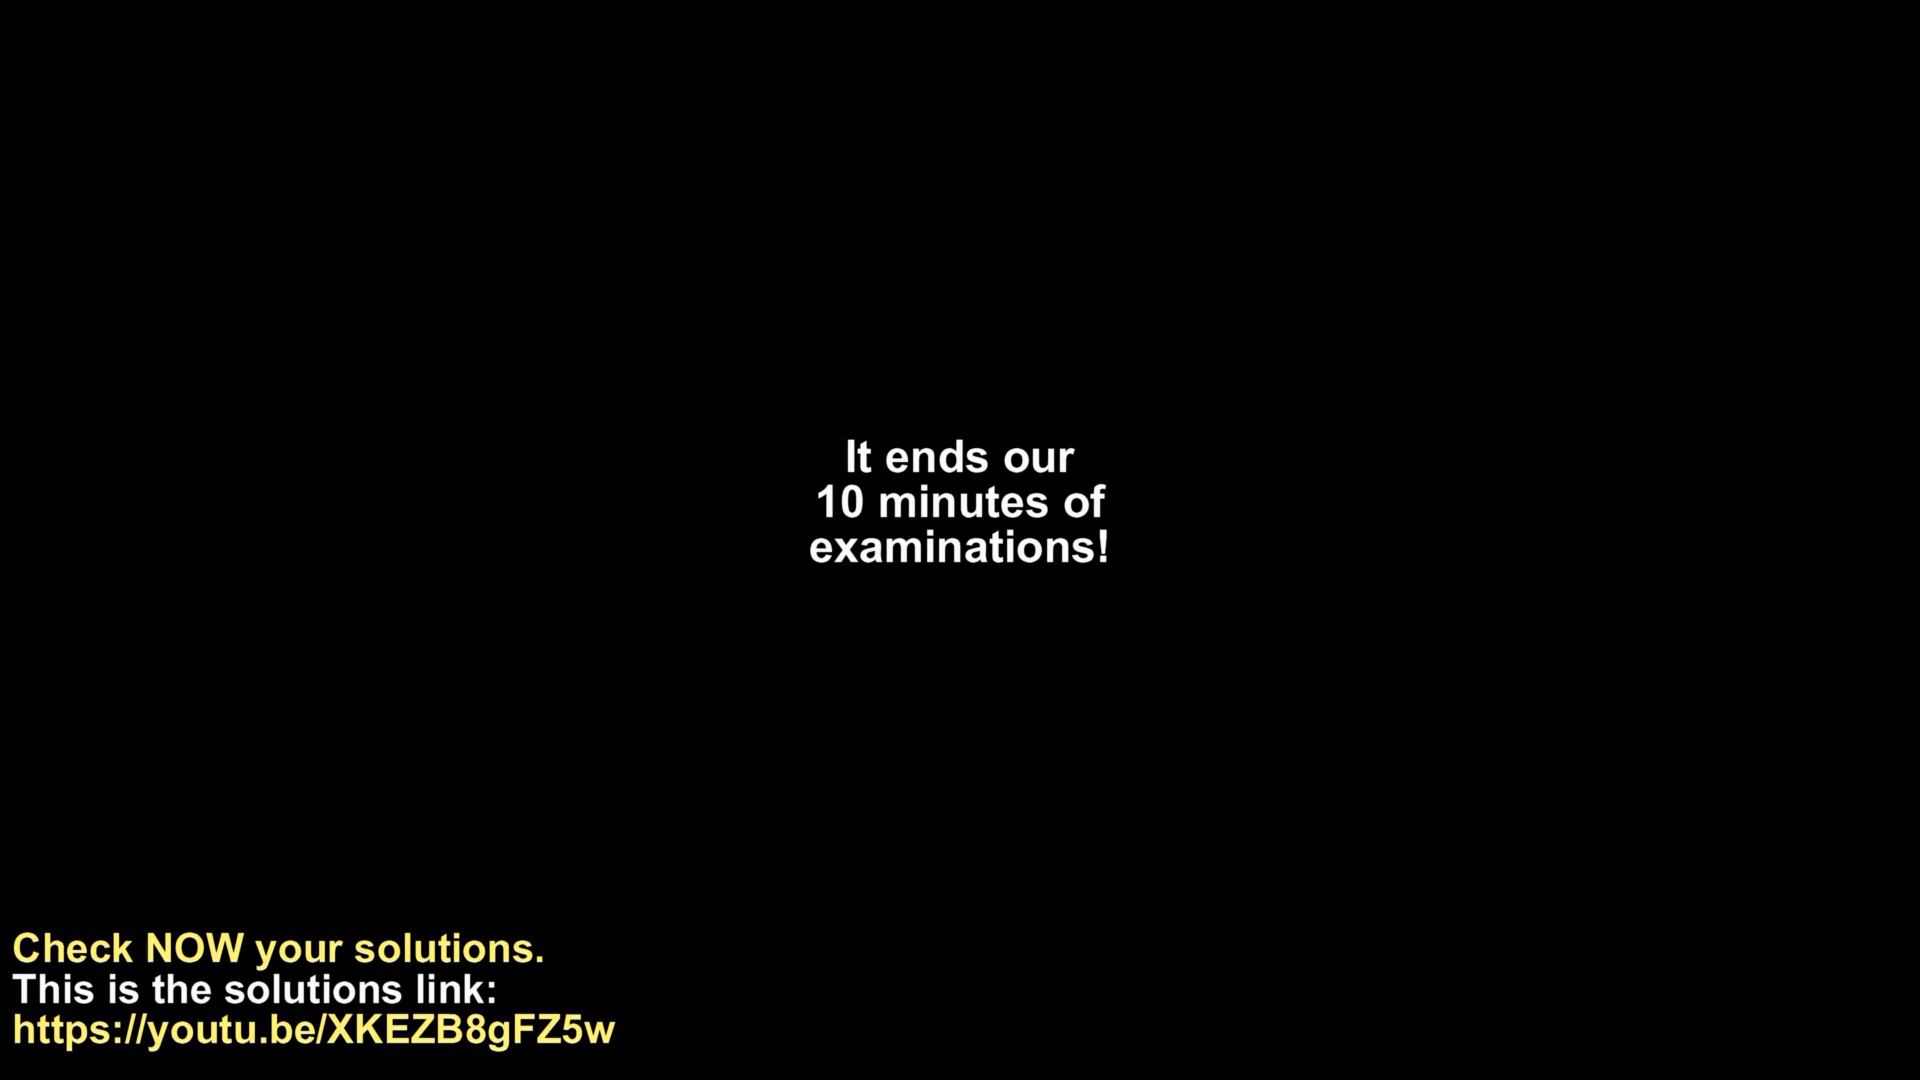 It ends our
10 minutes of
examinations!
Check NOW your solutions.
This is the solutions link:
https://youtu.be/XKEZB8gFZ5w